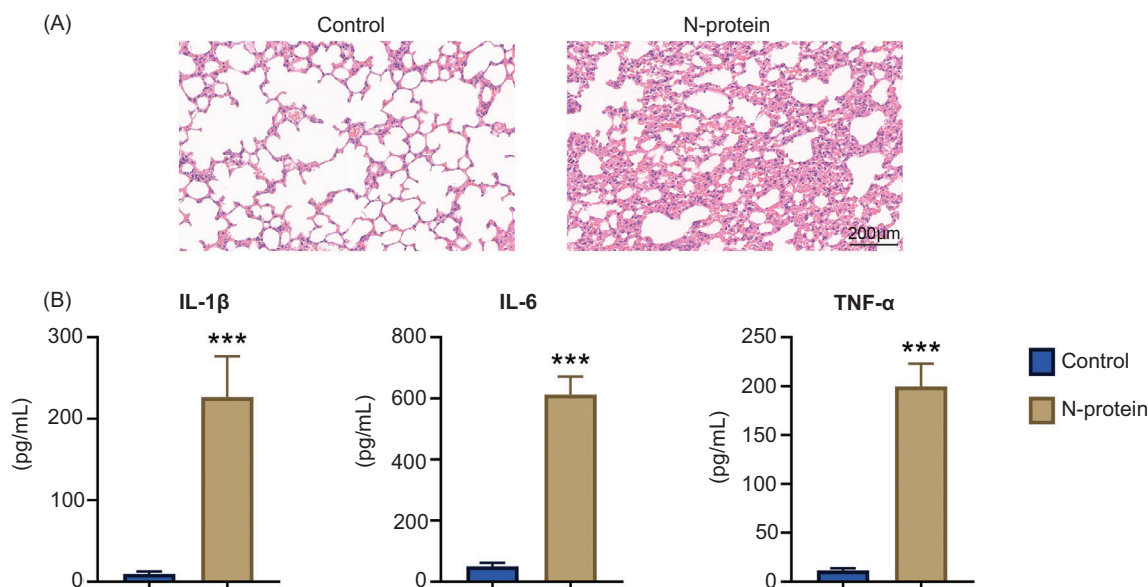 (A)
Control
N-protein
200μm
(B)
IL-1β
IL-6
TNF-α
300
200
100
0
(pg/mL)
***
800
600
400
200
0
(pg/mL)
***
250
200
150
100
50
0
(pg/mL)
***
Control
N-protein